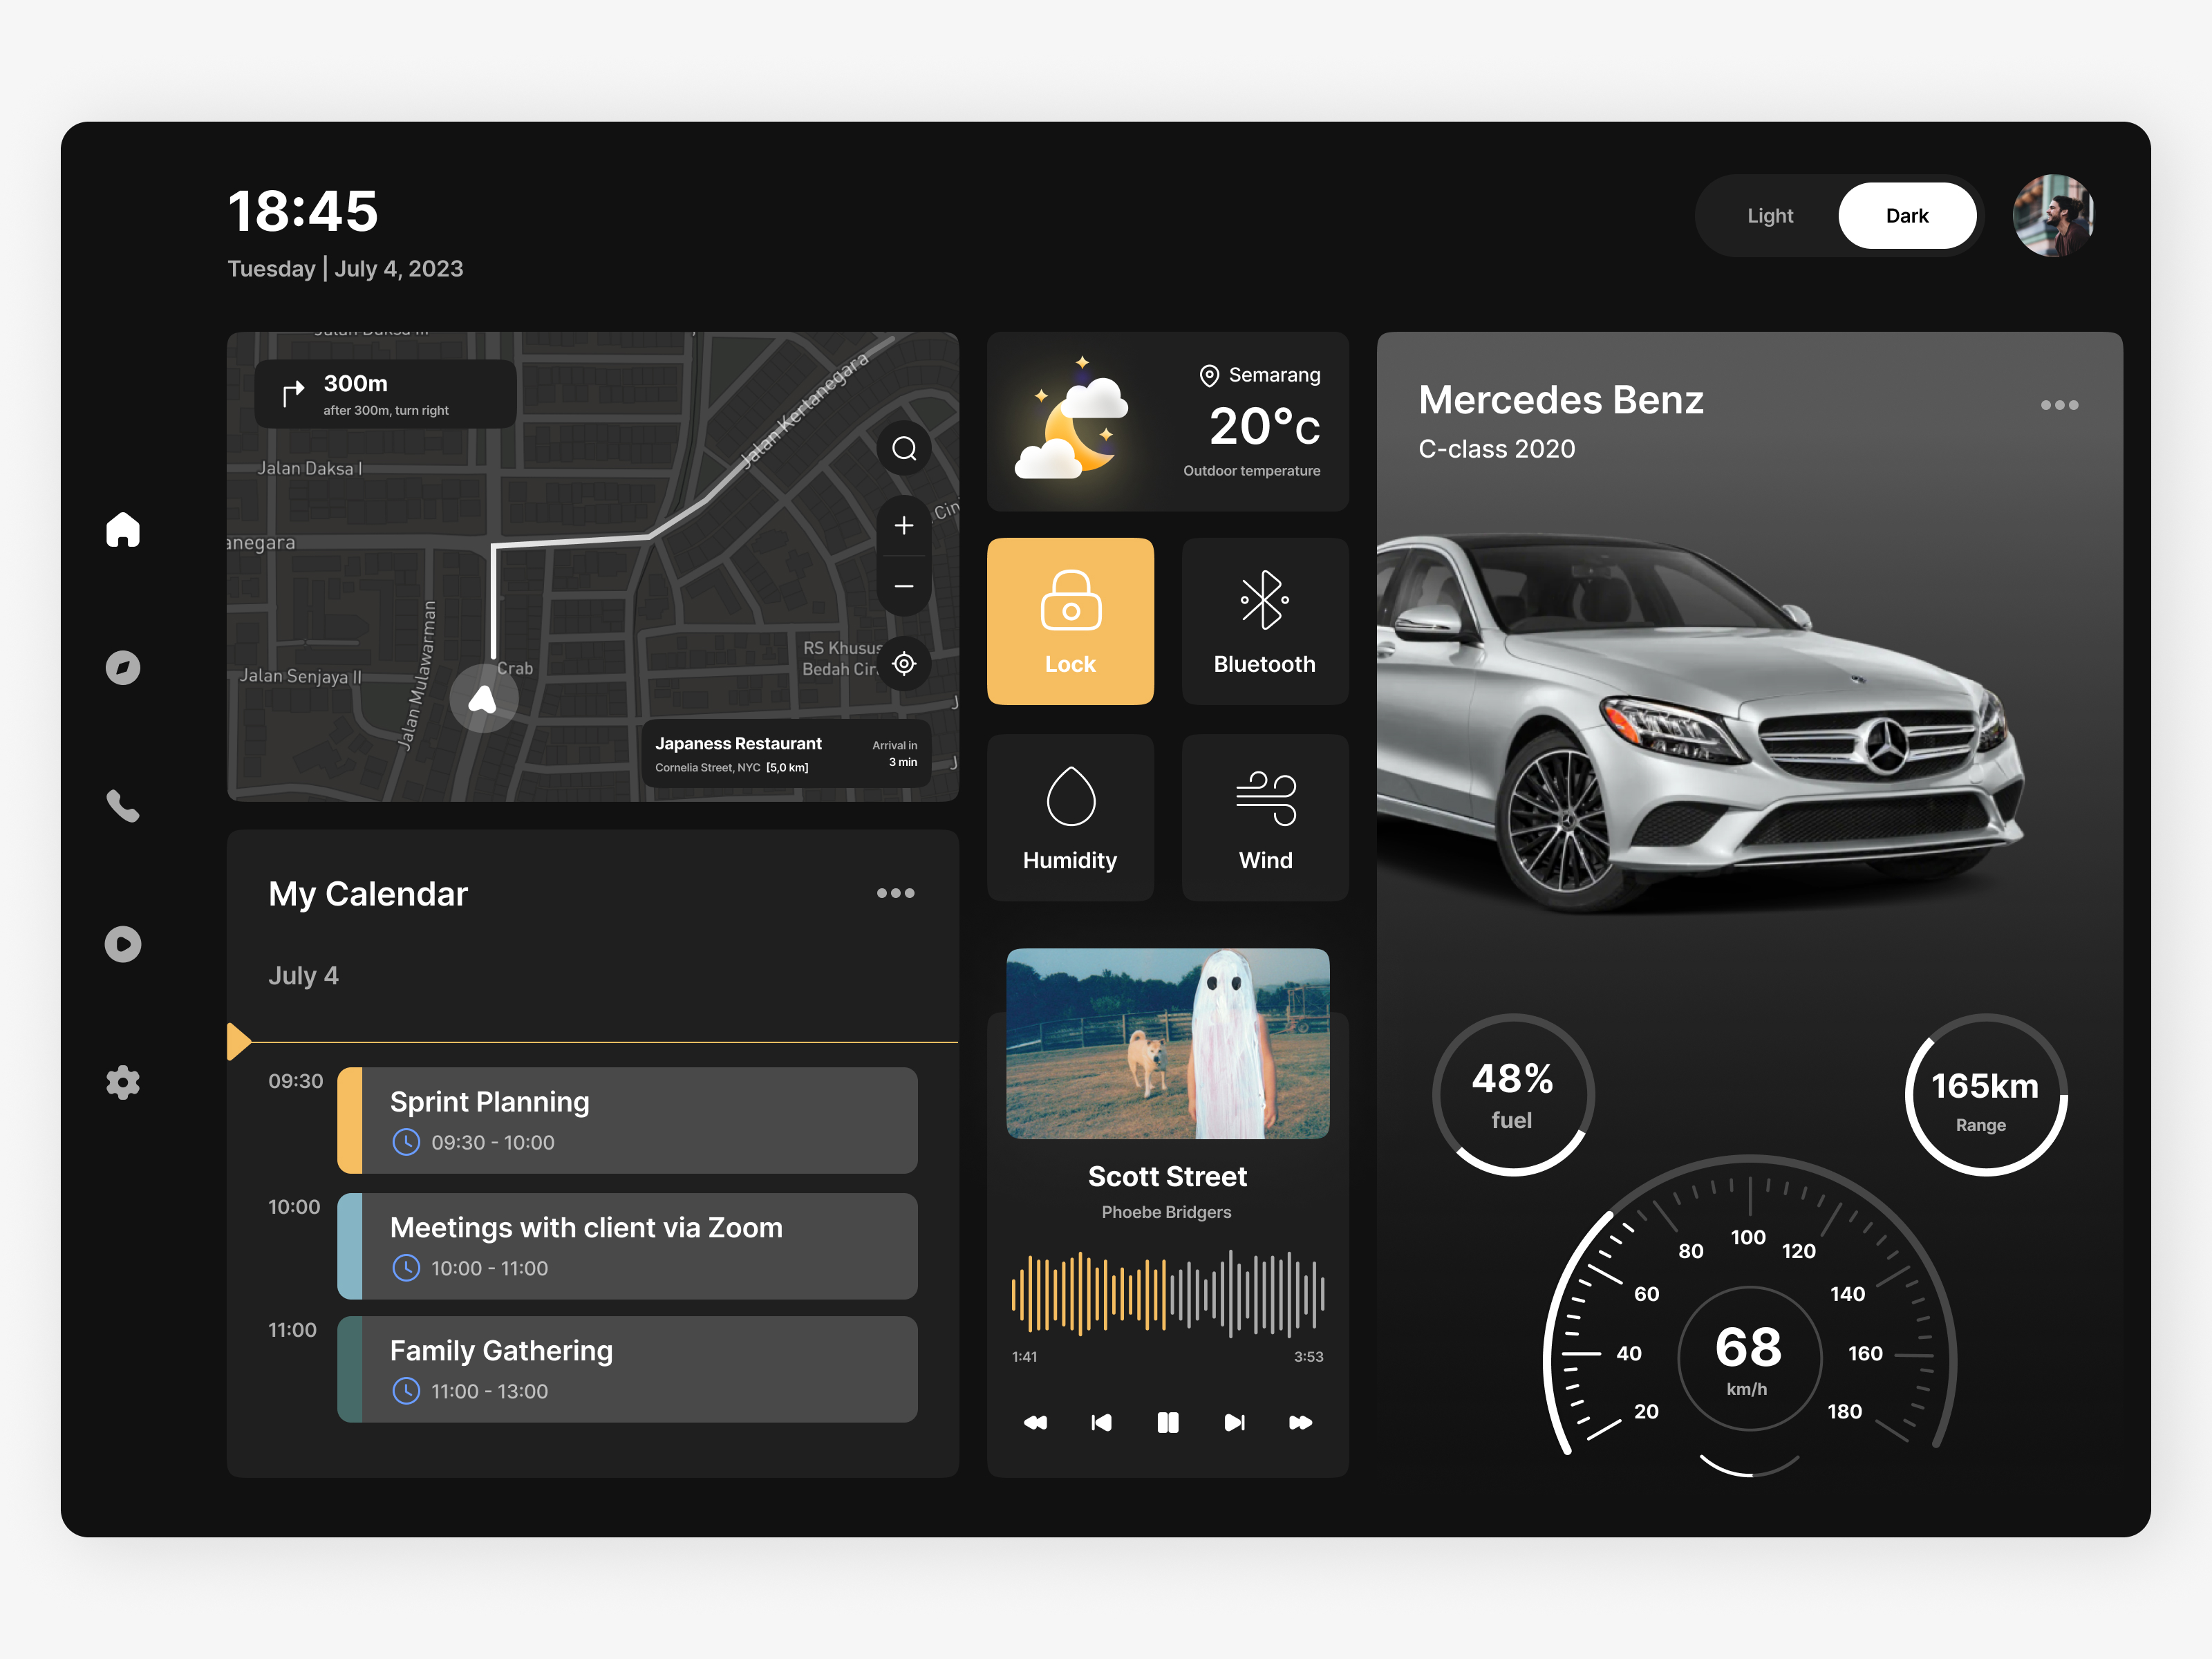 18:45
Tuesday | July 4, 2023
Light
Dark
300m
after 300m, turn right
Jalan Kertanegara
Jalan Daksa I
anegara
Jalan Mulawarman
Jalan Senjaya II
Crab
RS Khusus
Bedah
Japaness Restaurant
Cornelia Street, NYC [5,0 km]
Arrival in
3 min
Semarang
20°C
Outdoor temperature
Lock
Bluetooth
Humidity
Wind
My Calendar
July 4
09:30
Sprint Planning
09:30 - 10:00
10:00
Meetings with client via Zoom
10:00 - 11:00
11:00
Family Gathering
11:00 - 13:00
Scott Street
Phoebe Bridgers
1:41
3:53
Mercedes Benz
C-class 2020
48%
fuel
165km
Range
20
40
60
80
100
120
140
160
180
68
km/h